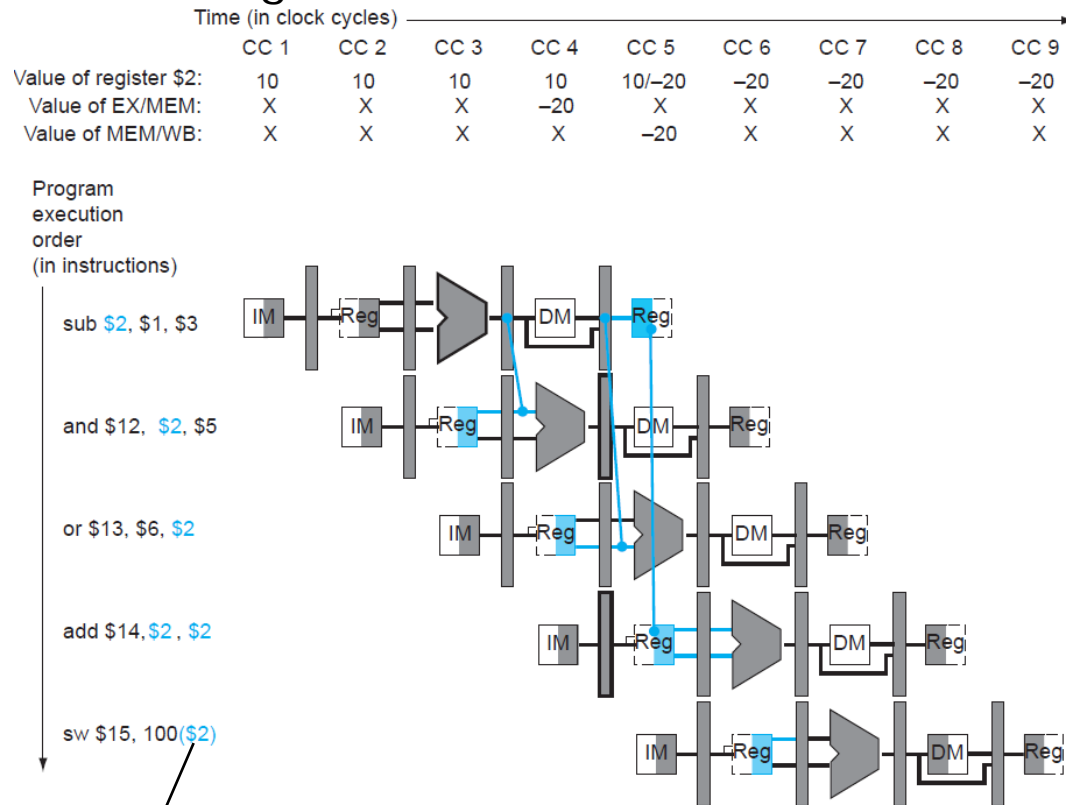 Time (in clock cycles)
CC 1 CC 2 CC 3 CC 4 CC 5 CC 6 CC 7 CC 8 CC 9
Value of register $2: 10 10 10 10 10/–20 –20 –20 –20 –20
Value of EX/MEM: X X X –20 X X X X X
Value of MEM/WB: X X X X –20 X X X X
Program
execution
order
(in instructions)
sub $2, $1, $3 IM Reg DM Reg
and $12, $2, $5 IM Reg DM Reg
or $13, $6, $2 IM Reg DM Reg
add $14,$2 , $2 IM Reg DM Reg
sw $15, 100($2) IM Reg DM Reg